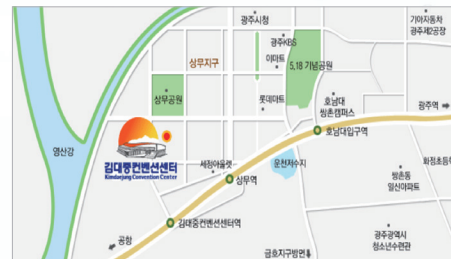 광주시청
기아자동차
광주제2공장
광주KBS
이마트
상무지구
5.18 기념공원
상무공원
롯데마트
호남대
쌍촌캠퍼스
광주역
호남대입구역
영산강
김대중컨벤션센터
Kimdaejung Convention Center
세정아울렛
운천저수지
화정초등학
상무역
쌍촌동
일신아파트
김대중컨벤션센터역
공항
금호지구방면
광주광역시
청소년수련관